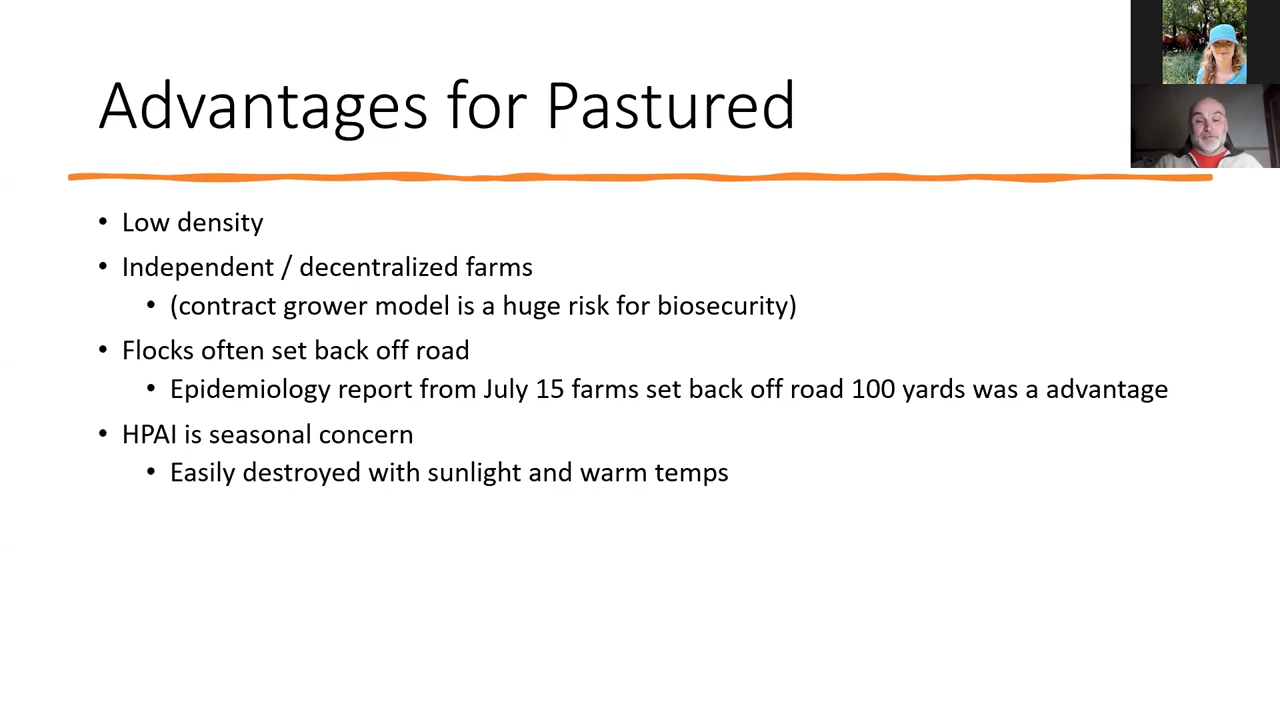 Advantages for Pastured
• Low density
• Independent / decentralized farms
• (contract grower model is a huge risk for biosecurity)
• Flocks often set back off road
• Epidemiology report from July 15 farms set back off road 100 yards was a advantage
• HPAI is seasonal concern
• Easily destroyed with sunlight and warm temps